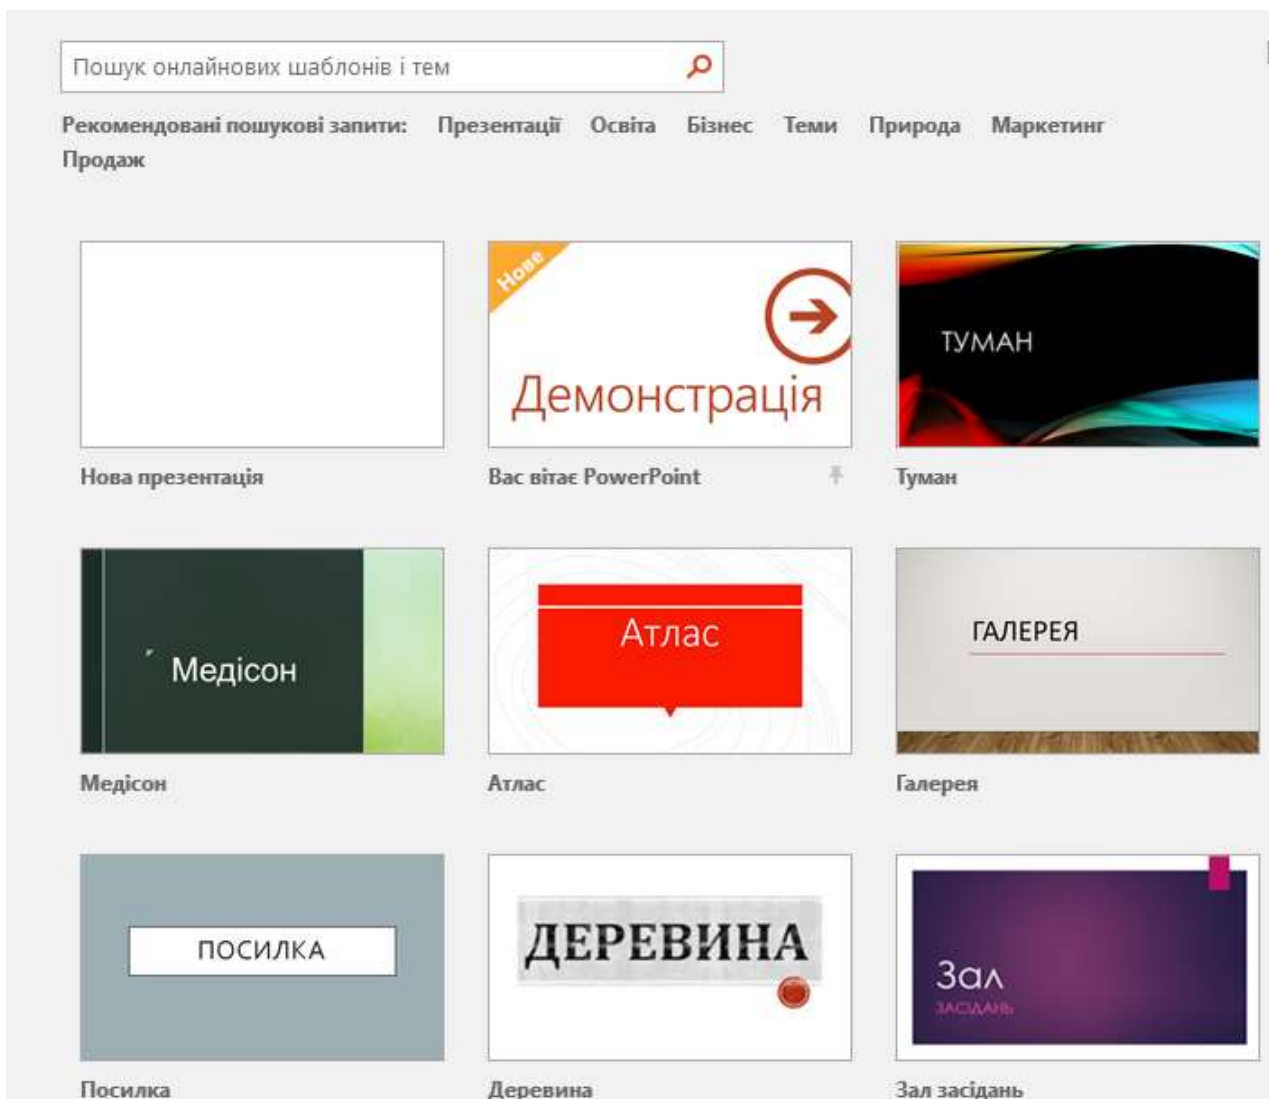 Пошук онлайнових шаблонів і тем
Рекомендовані пошукові запити: Презентації Освіта Бізнес Теми Природа Маркетинг
Продаж
Нове
Демонстрація
ТУМАН
Нова презентація
Вас вітає PowerPoint
Туман
Медісон
Атлас
ГАЛЕРЕЯ
Медісон
Атлас
Галерея
ПОСИЛКА
ДЕРЕВИНА
Зал
ЗАСІДАНЬ
Посилка
Деревина
Зал засідань